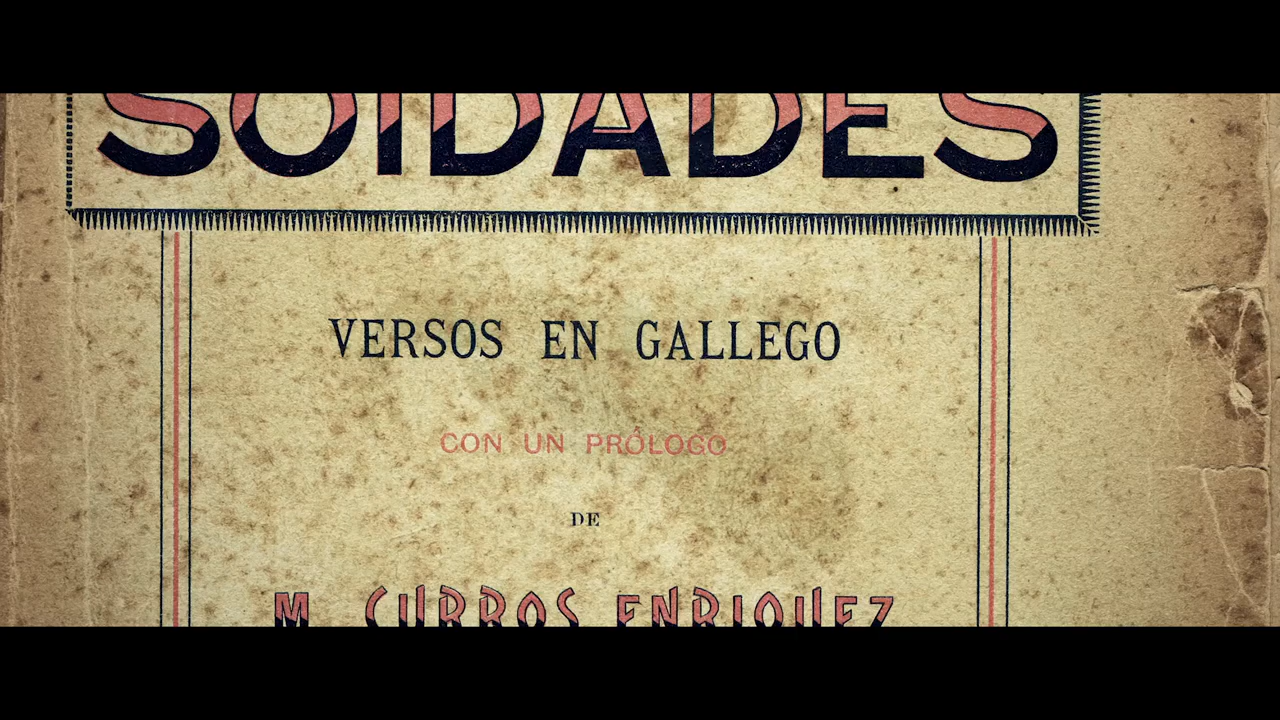 SOIDADES
VERSOS EN GALLEGO
CON UN PRÓLOGO
DE
M. CURROS ENRIQUEZ